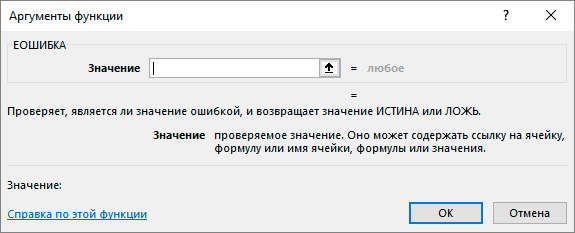 Аргументы функции ? ×
ЕОШИБКА
Значение = любое
=
Проверяет, является ли значение ошибкой, и возвращает значение ИСТИНА или ЛОЖЬ.
Значение проверяемое значение. Оно может содержать ссылку на ячейку,
формулу или имя ячейки, формулы или значения.
Значение:
Справка по этой функции ОК Отмена